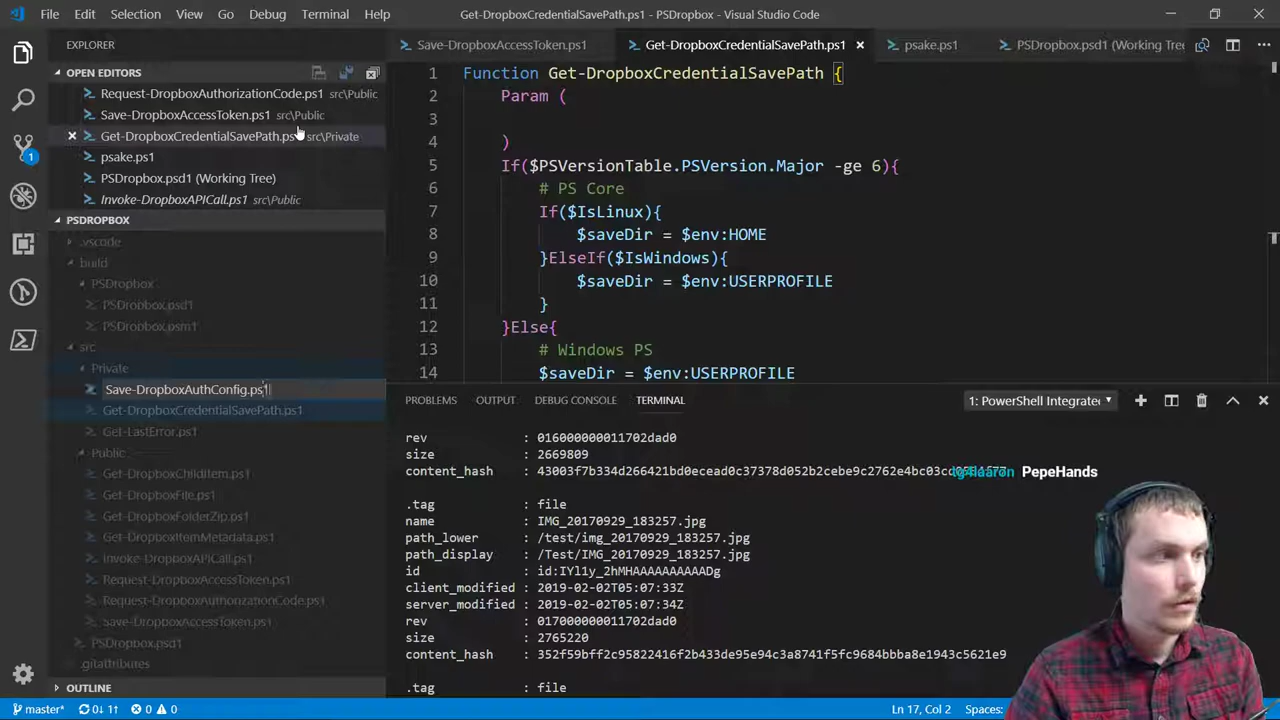 File Edit Selection View Go Debug Terminal Help Get-DropboxCredentialSavePath.ps1 - PSDropbox - Visual Studio Code
EXPLORER
OPEN EDITORS
Request-DropboxAuthorizationCode.ps1 src\Public
Save-DropboxAccessToken.ps1 src\Public
Get-DropboxCredentialSavePath.ps1 src\Private
psake.ps1
PSDropbox.psd1 (Working Tree)
Invoke-DropboxAPICall.ps1 src\Public
PSDROPBOX
.vscode
build
PSDropbox
PSDropbox.psd1
PSDropbox.psm1
src
Private
Save-DropboxAuthConfig.ps1
Get-DropboxCredentialSavePath.ps1
Get-LastError.ps1
Public
Get-DropboxChildItem.ps1
Get-DropboxFile.ps1
Get-DropboxFolderZip.ps1
Get-DropboxItemMetadata.ps1
Invoke-DropboxAPICall.ps1
Request-DropboxAccessToken.ps1
Request-DropboxAuthorizationCode.ps1
Save-DropboxAccessToken.ps1
PSDropbox.psd1
.gitattributes
OUTLINE
Save-DropboxAccessToken.ps1 Get-DropboxCredentialSavePath.ps1 psake.ps1 PSDropbox.psd1 (Working Tre
1 Function Get-DropboxCredentialSavePath {
2 Param (
3
4 )
5 If($PSVersionTable.PSVersion.Major -ge 6){
6 # PS Core
7 If($IsLinux){
8 $saveDir = $env:HOME
9 }ElseIf($IsWindows){
10 $saveDir = $env:USERPROFILE
11 }
12 }Else{
13 # Windows PS
14 $saveDir = $env:USERPROFILE
PROBLEMS OUTPUT DEBUG CONSOLE TERMINAL 1: PowerShell Integrate
rev : 016000000011702dad0
size : 2669809
content_hash :
tg4laaron PepeHands
.tag : file
name : IMG_20170929_183257.jpg
path_lower : /test/img_20170929_183257.jpg
path_display : /Test/IMG_20170929_183257.jpg
id : id:IYl1y_2hMHAAAAAAAAAADg
client_modified : 2019-02-02T05:07:33Z
server_modified : 2019-02-02T05:07:34Z
rev : 017000000011702dad0
size : 2765220
content_hash : 352f59bff2c95822416f2b433de95e94c3a8741f5fc9684bbba8e1943c5621e9
.tag : file
master* 0↓ 1↑ 0 0 Ln 17, Col 2 Spaces:
1